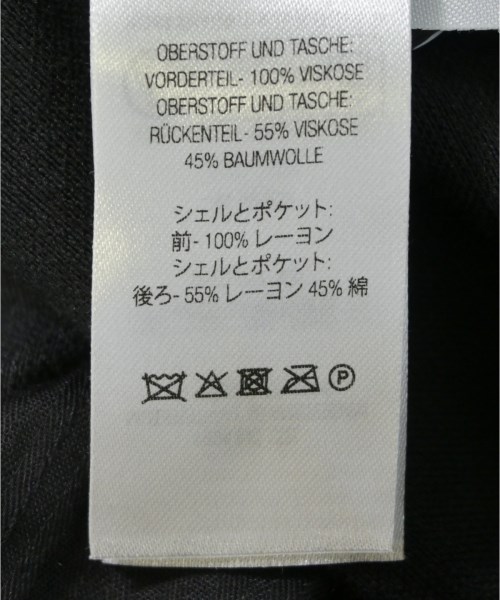 OBERSTOFF UND TASCHE:
VORDERTEIL- 100% VISKOSE
OBERSTOFF UND TASCHE:
RÜCKENTEIL- 55% VISKOSE
45% BAUMWOLLE
シェルとポケット:
前- 100% レーヨン
シェルとポケット:
後ろ- 55% レーヨン 45% 綿
P